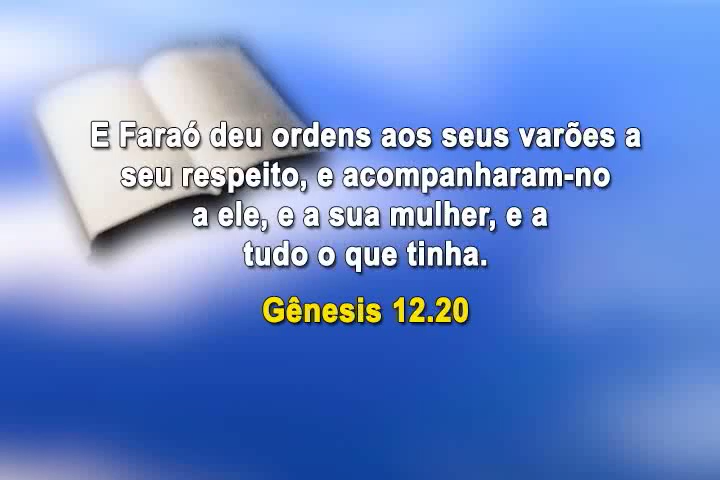 E Faraó deu ordens aos seus varões a
seu respeito, e acompanharam-no
a ele, e a sua mulher, e a
tudo o que tinha.
Gênesis 12.20